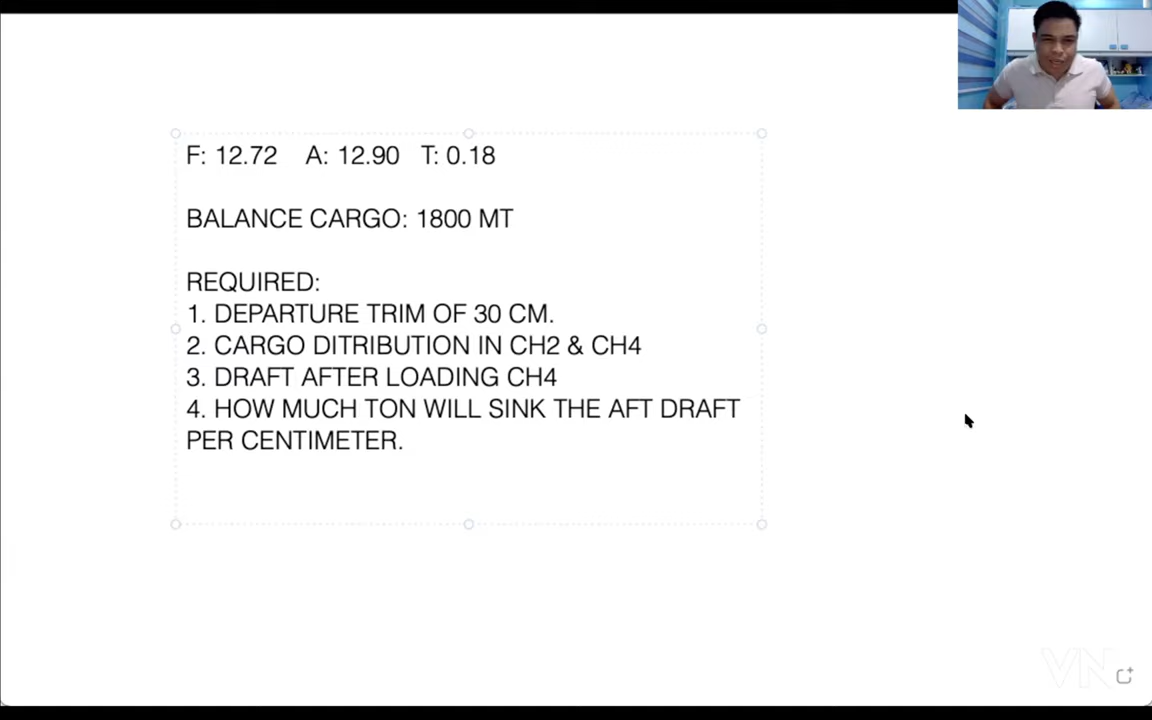 F: 12.72 A: 12.90 T: 0.18
BALANCE CARGO: 1800 MT
REQUIRED:
1. DEPARTURE TRIM OF 30 CM.
2. CARGO DITRIBUTION IN CH2 & CH4
3. DRAFT AFTER LOADING CH4
4. HOW MUCH TON WILL SINK THE AFT DRAFT
PER CENTIMETER.
VN